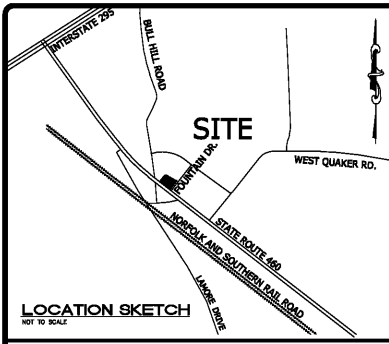 INTERSTATE 295
BULL HILL ROAD
SITE
WEST QUAKER RD.
FOUNTAIN DR.
STATE ROUTE 460
NORFOLK AND SOUTHERN RAIL ROAD
LAMORE DRIVE
LOCATION SKETCH
NOT TO SCALE